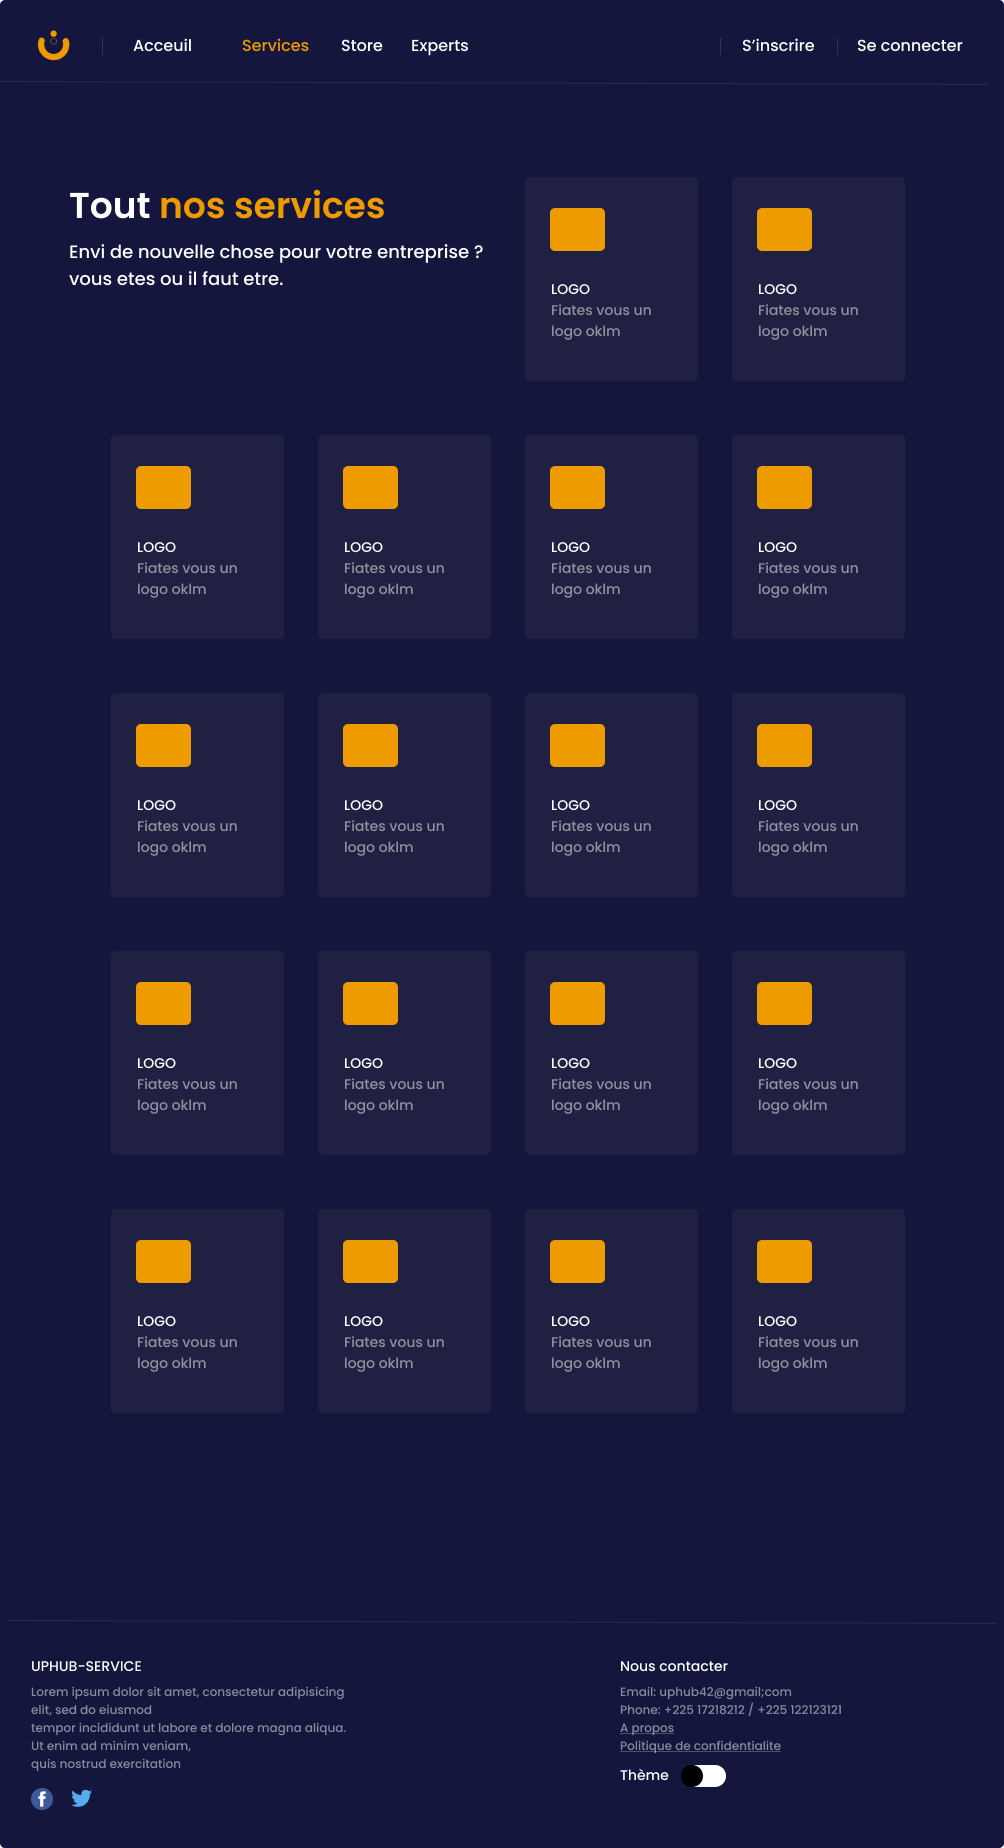 Acceuil
Services
Store
Experts
S'inscrire
Se connecter
Tout nos services
Envi de nouvelle chose pour votre entreprise ?
vous etes ou il faut etre.
LOGO
Fiates vous un
logo oklm
LOGO
Fiates vous un
logo oklm
LOGO
Fiates vous un
logo oklm
LOGO
Fiates vous un
logo oklm
LOGO
Fiates vous un
logo oklm
LOGO
Fiates vous un
logo oklm
LOGO
Fiates vous un
logo oklm
LOGO
Fiates vous un
logo oklm
LOGO
Fiates vous un
logo oklm
LOGO
Fiates vous un
logo oklm
LOGO
Fiates vous un
logo oklm
LOGO
Fiates vous un
logo oklm
LOGO
Fiates vous un
logo oklm
LOGO
Fiates vous un
logo oklm
LOGO
Fiates vous un
logo oklm
LOGO
Fiates vous un
logo oklm
LOGO
Fiates vous un
logo oklm
LOGO
Fiates vous un
logo oklm
UPHUB-SERVICE
Lorem ipsum dolor sit amet, consectetur adipisicing
elit, sed do eiusmod
tempor incididunt ut labore et dolore magna aliqua.
Ut enim ad minim veniam,
quis nostrud exercitation
Nous contacter
Email: uphub42@gmail;com
Phone: +225 17218212 / +225 122123121
A propos
Politique de confidentialite
Thème